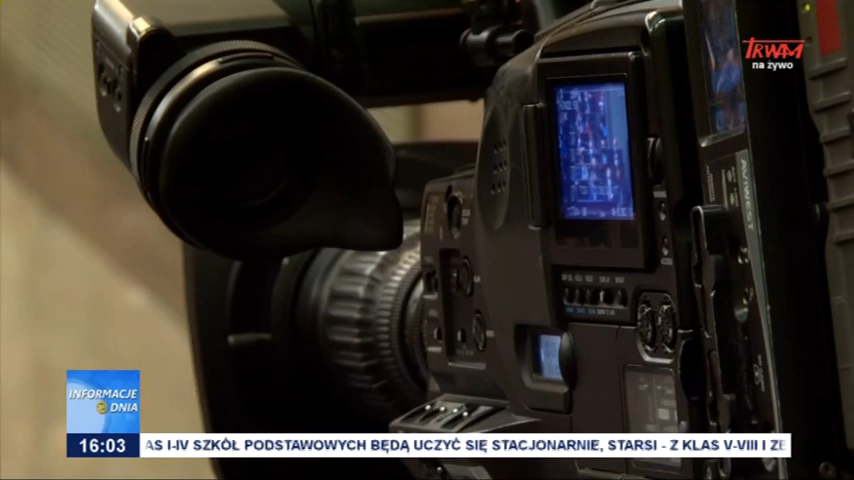 TRWAM
na żywo
AVIWEST
INFORMACJE
DNIA
16:03 AS I-IV SZKÓŁ PODSTAWOWYCH BĘDĄ UCZYĆ SIĘ STACJONARNIE, STARSI - Z KLAS V-VIII I ZE